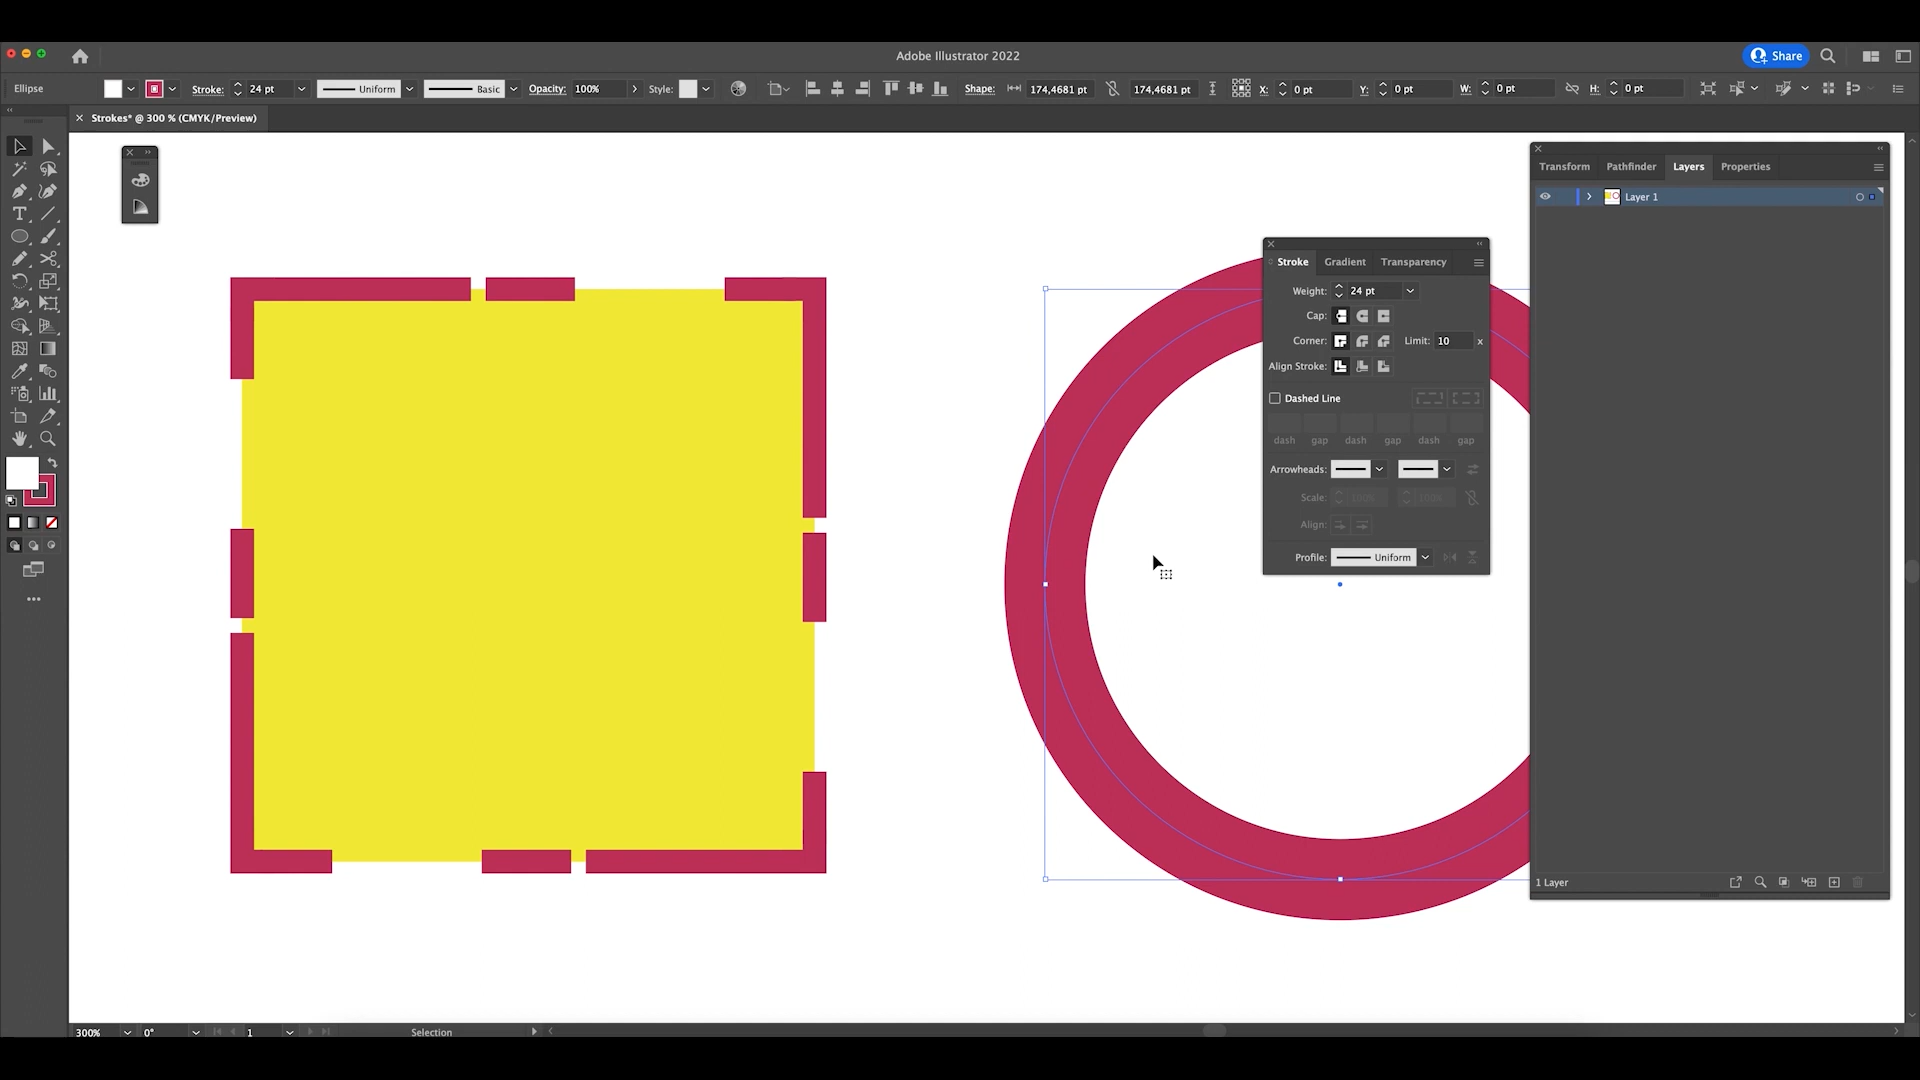 Adobe Illustrator 2022
Share
Ellipse
Stroke: 24 pt Uniform Basic Opacity: 100% Style: Shape: 174,4681 pt 174,4681 pt X: 0 pt Y: 0 pt W: 0 pt H: 0 pt
× Strokes* @ 300 % (CMYK/Preview)
Transform Pathfinder Layers Properties
Layer 1
Stroke Gradient Transparency
Weight: 24 pt
Cap:
Corner: Limit: 10 x
Align Stroke:
Dashed Line
dash gap dash gap dash gap
Arrowheads:
Scale: 100% 100%
Align:
Profile: Uniform
1 Layer
300% 0° 1 Selection